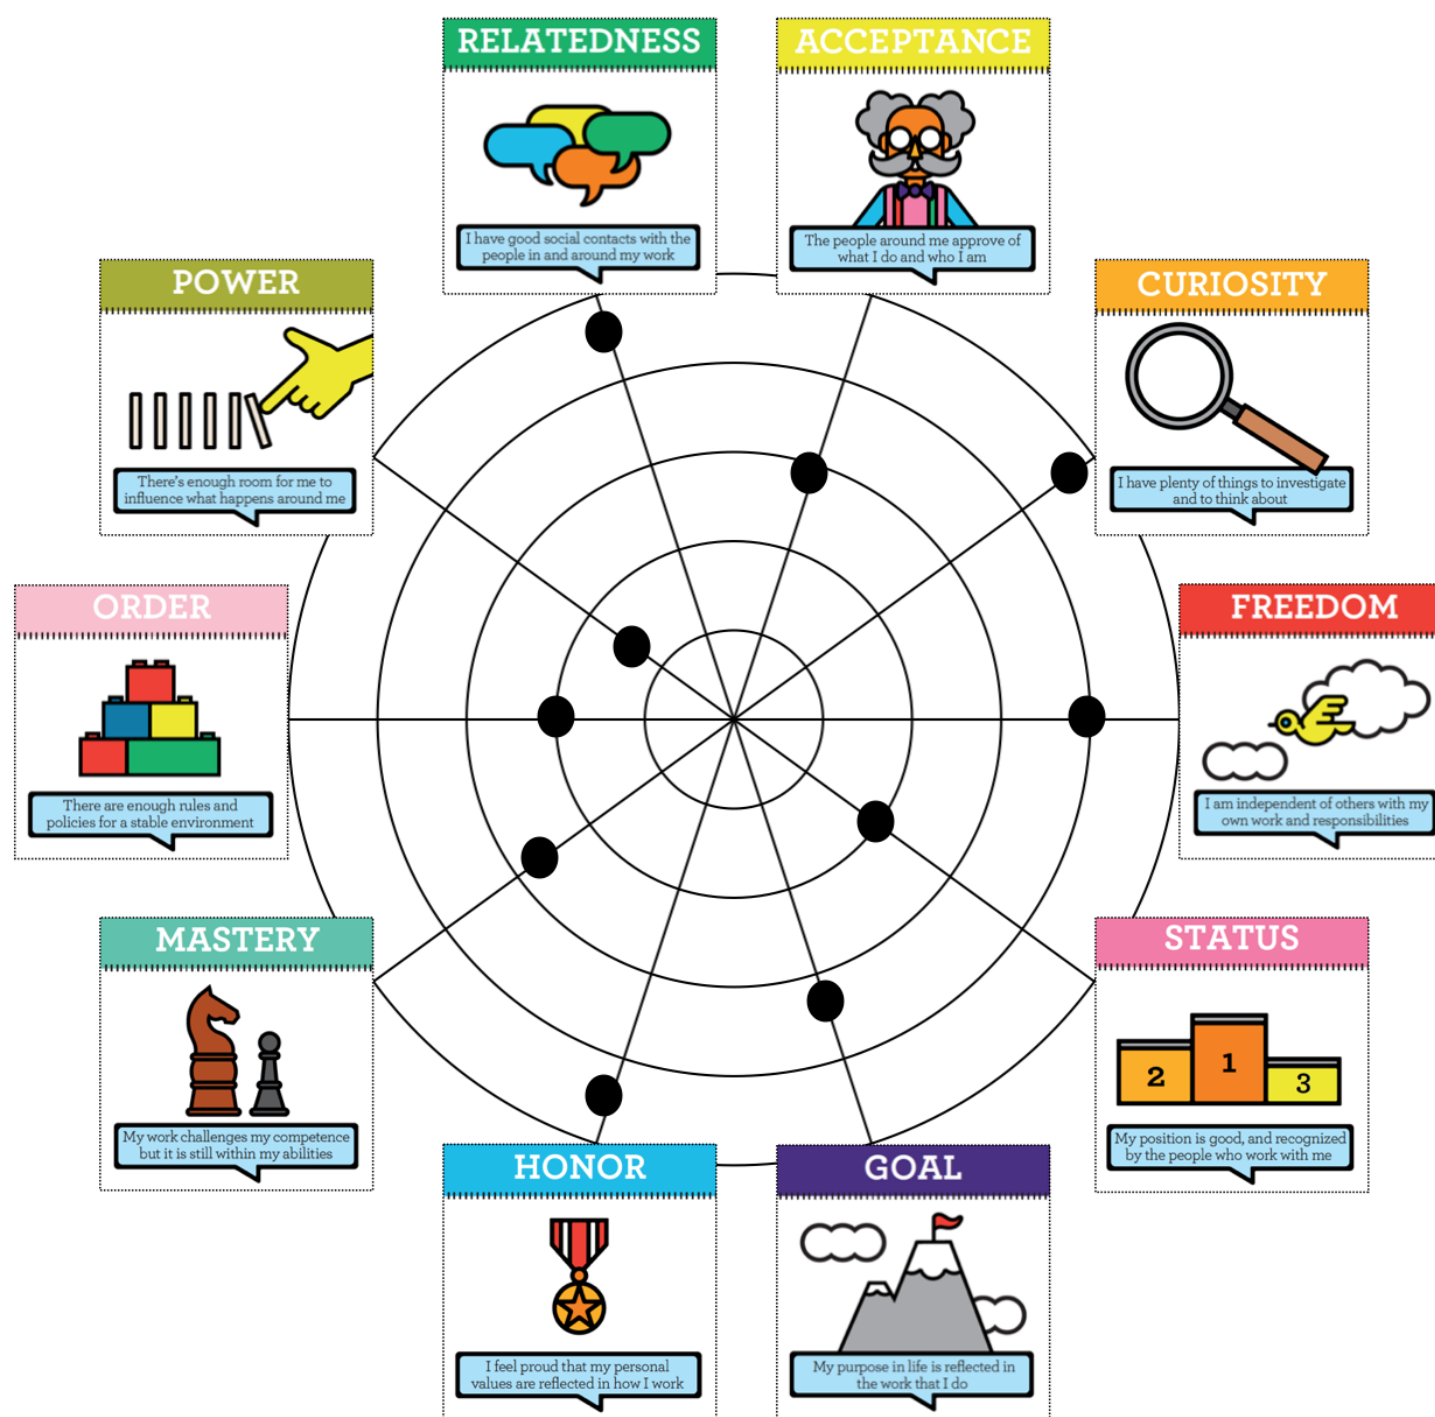 RELATEDNESS
I have good social contacts with the
people in and around my work
ACCEPTANCE
The people around me approve of
what I do and who I am
POWER
There's enough room for me to
influence what happens around me
CURIOSITY
I have plenty of things to investigate
and to think about
ORDER
There are enough rules and
policies for a stable environment
FREEDOM
I am independent of others with my
own work and responsibilities
MASTERY
My work challenges my competence
but it is still within my abilities
STATUS
2
1
3
My position is good, and recognized
by the people who work with me
HONOR
I feel proud that my personal
values are reflected in how I work
GOAL
My purpose in life is reflected in
the work that I do